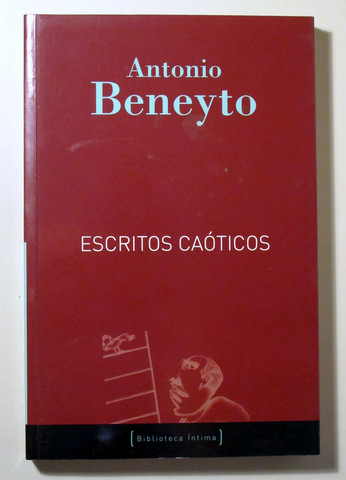 Antonio
Beneyto
ESCRITOS CAÓTICOS
[Biblioteca Íntima]